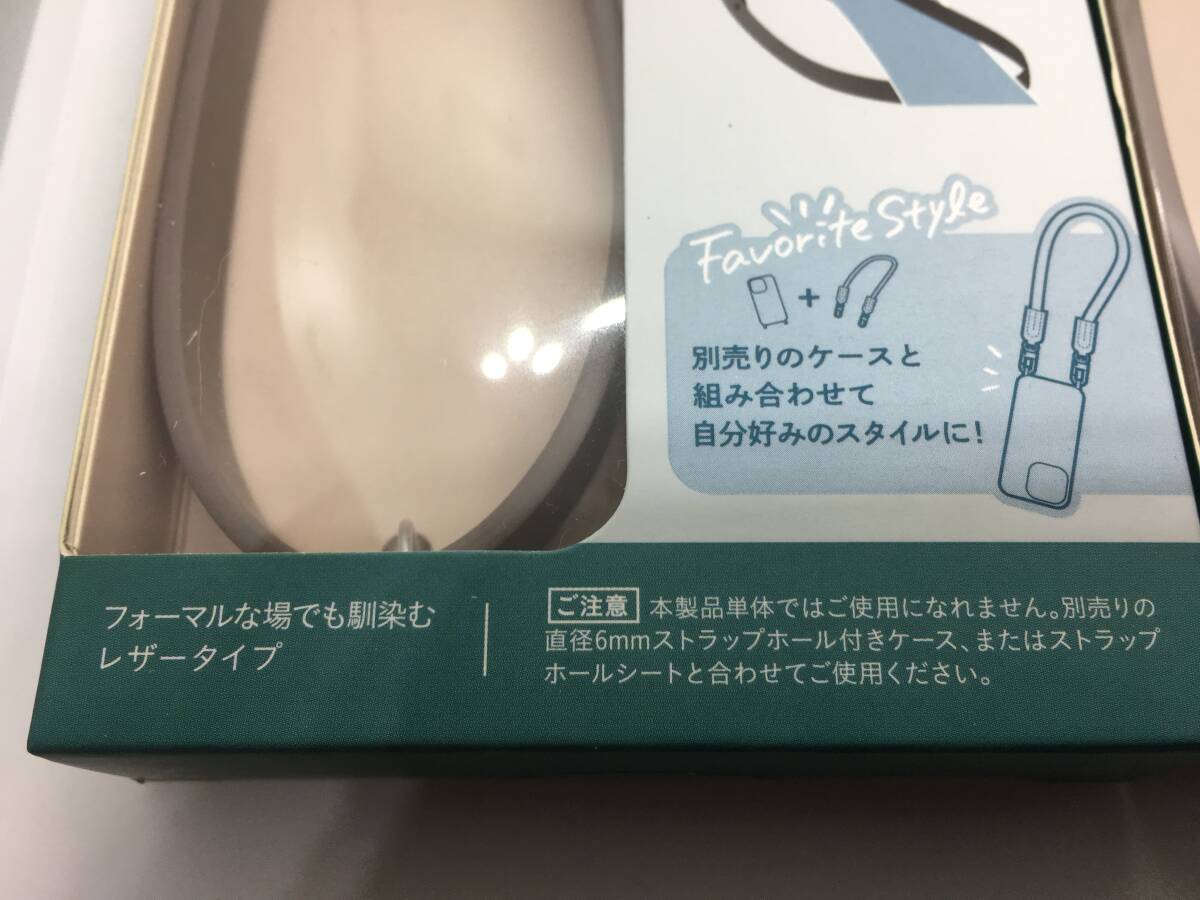 Favorite Style
+
別売りのケースと
組み合わせて
自分好みのスタイルに!
フォーマルな場でも馴染む
レザータイプ
ご注意 本製品単体ではご使用になれません。別売りの
直径6mmストラップホール付きケース、またはストラップ
ホールシートと合わせてご使用ください。